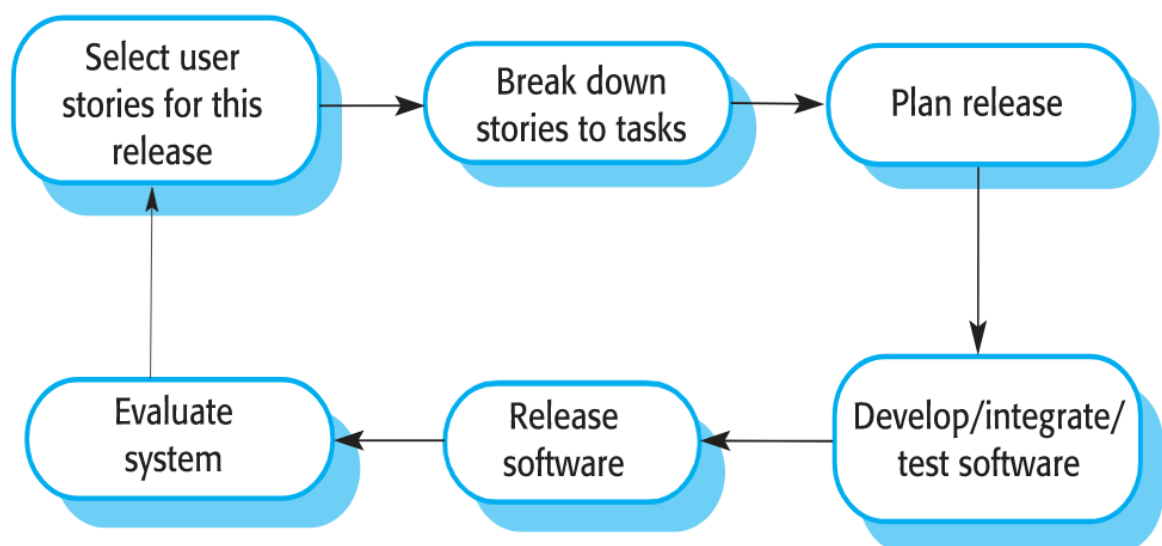 Select user
stories for this
release
Break down
stories to tasks
Plan release
Evaluate
system
Release
software
Develop/integrate/
test software